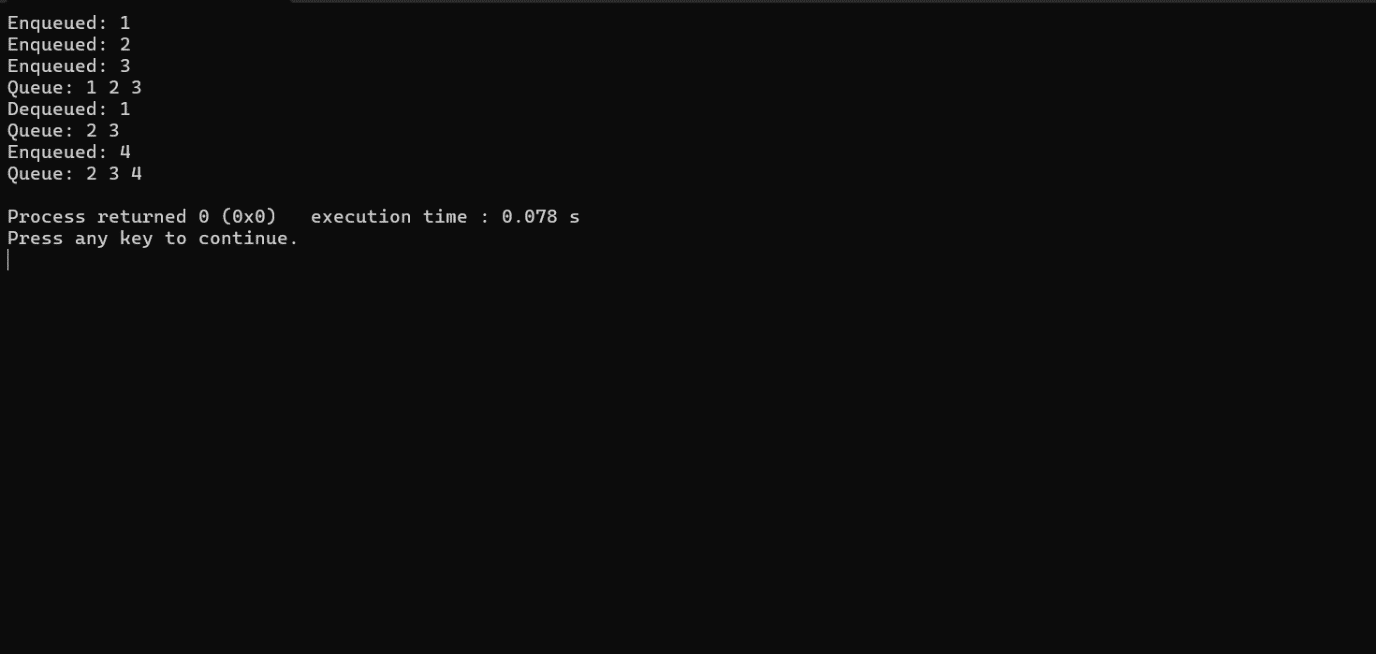 Enqueued: 1
Enqueued: 2
Enqueued: 3
Queue: 1 2 3
Dequeued: 1
Queue: 2 3
Enqueued: 4
Queue: 2 3 4
Process returned 0 (0x0)   execution time : 0.078 s
Press any key to continue.